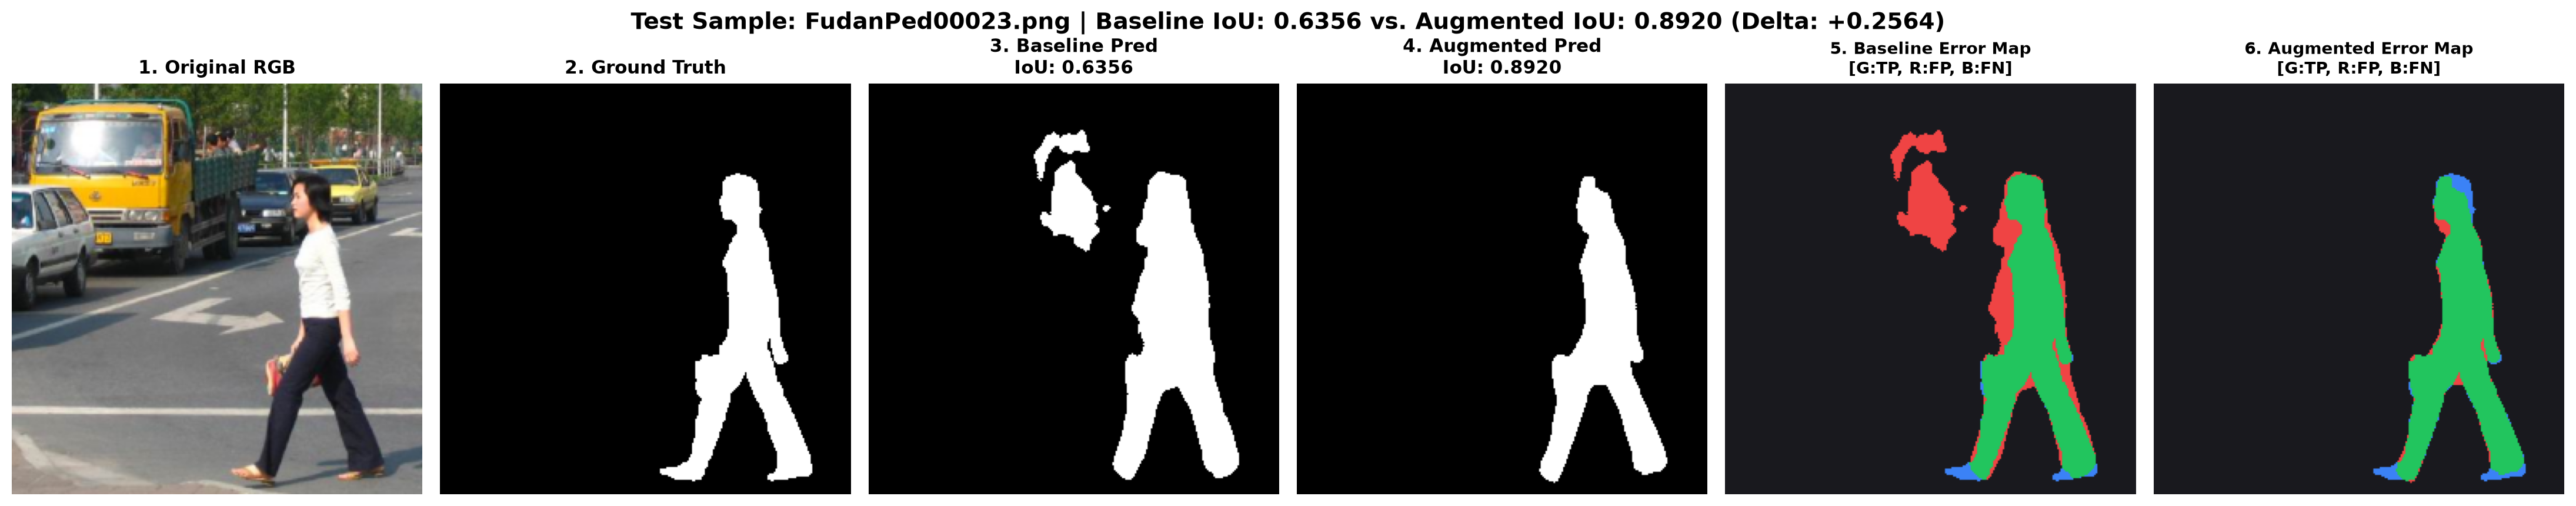 Test Sample: FudanPed00023.png | Baseline IoU: 0.6356 vs. Augmented IoU: 0.8920 (Delta: +0.2564)
1. Original RGB
2. Ground Truth
3. Baseline Pred
IoU: 0.6356
4. Augmented Pred
IoU: 0.8920
5. Baseline Error Map
[G:TP, R:FP, B:FN]
6. Augmented Error Map
[G:TP, R:FP, B:FN]